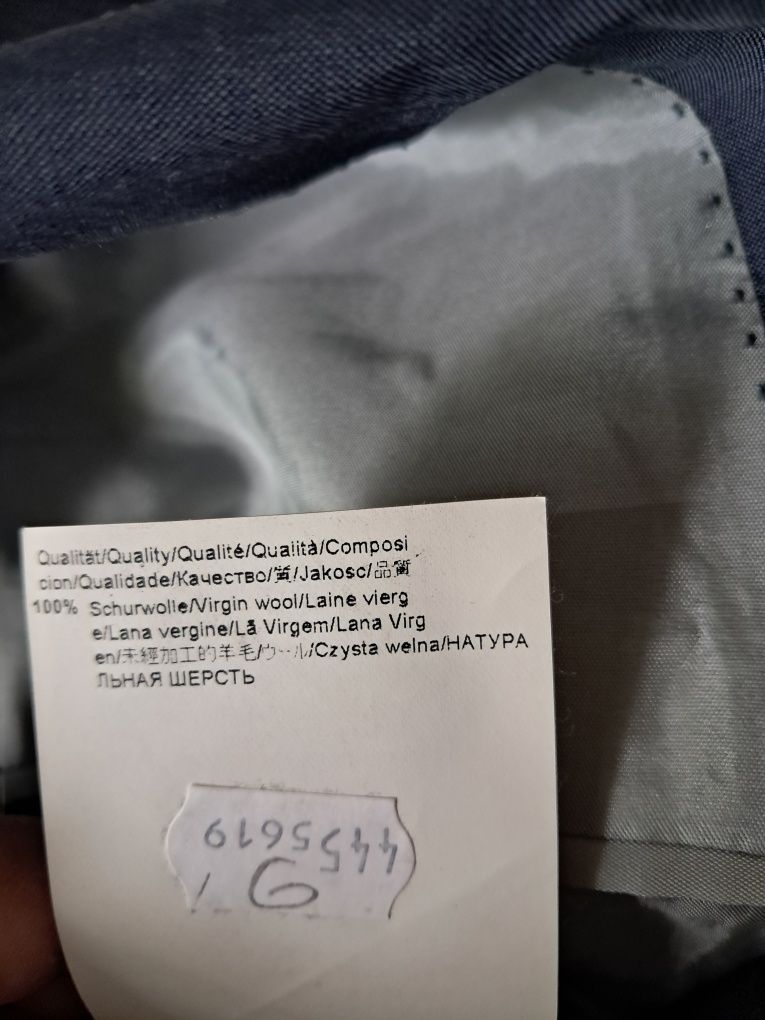 Qualität/Quality/Qualité/Qualità/Composi
cion/Qualidade/Качество/質/Jakosc/品質
100% Schurwolle/Virgin wool/Laine vierg
e/Lana vergine/Lã Virgem/Lana Virg
en/未經加工的羊毛/ウール/Czysta welna/НАТУРА
ЛЬНАЯ ШЕРСТЬ
4455619